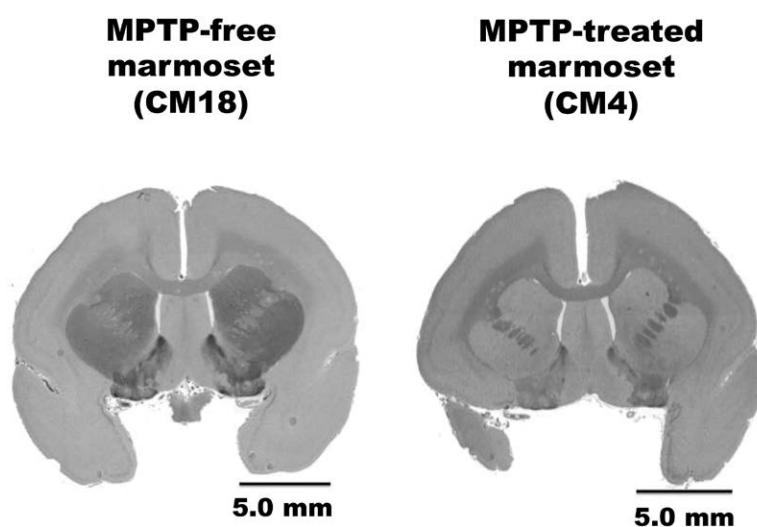 MPTP-free
marmoset
(CM18)
MPTP-treated
marmoset
(CM4)
5.0 mm
5.0 mm